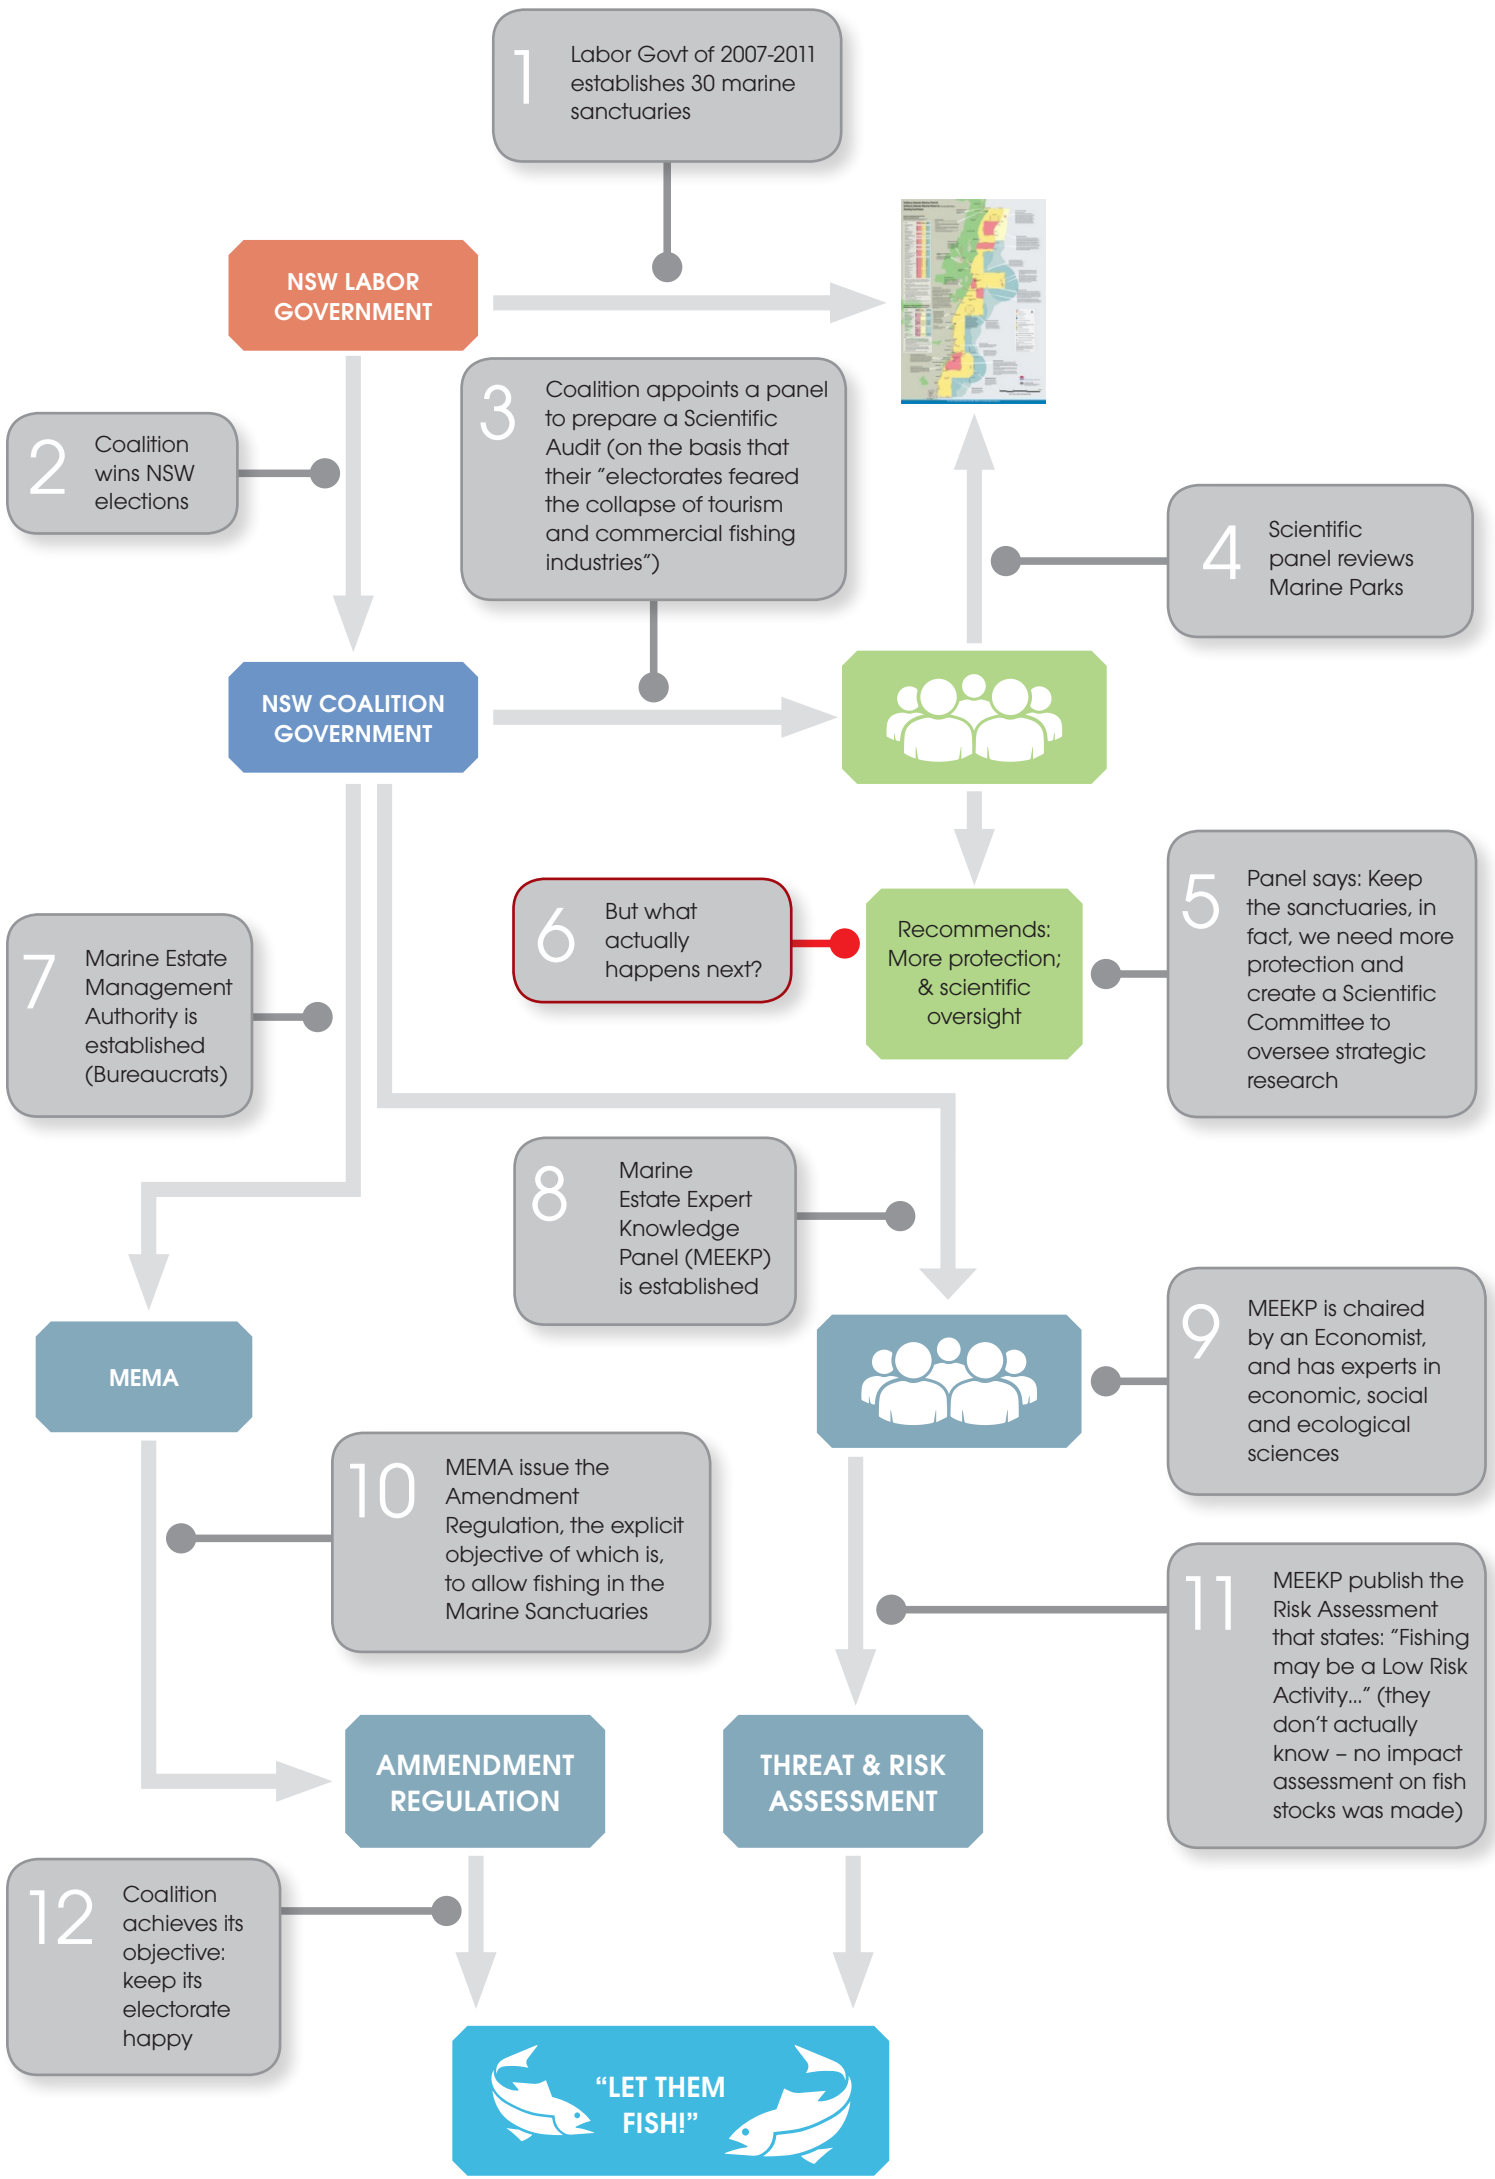 1
Labor Govt of 2007-2011
establishes 30 marine
sanctuaries
NSW LABOR
GOVERNMENT
2
Coalition
wins NSW
elections
3
Coalition appoints a panel
to prepare a Scientific
Audit (on the basis that
their “electorates feared
the collapse of tourism
and commercial fishing
industries”)
4
Scientific
panel reviews
Marine Parks
NSW COALITION
GOVERNMENT
5
Panel says: Keep
the sanctuaries, in
fact, we need more
protection and
create a Scientific
Committee to
oversee strategic
research
Recommends:
More protection;
& scientific
oversight
6
But what
actually
happens next?
7
Marine Estate
Management
Authority is
established
(Bureaucrats)
8
Marine
Estate Expert
Knowledge
Panel (MEEKP)
is established
9
MEEKP is chaired
by an Economist,
and has experts in
economic, social
and ecological
sciences
MEMA
10
MEMA issue the
Amendment
Regulation, the explicit
objective of which is,
to allow fishing in the
Marine Sanctuaries
11
MEEKP publish the
Risk Assessment
that states: “Fishing
may be a Low Risk
Activity...” (they
don’t actually
know – no impact
assessment on fish
stocks was made)
AMMENDMENT
REGULATION
THREAT & RISK
ASSESSMENT
12
Coalition
achieves its
objective:
keep its
electorate
happy
“LET THEM
FISH!”